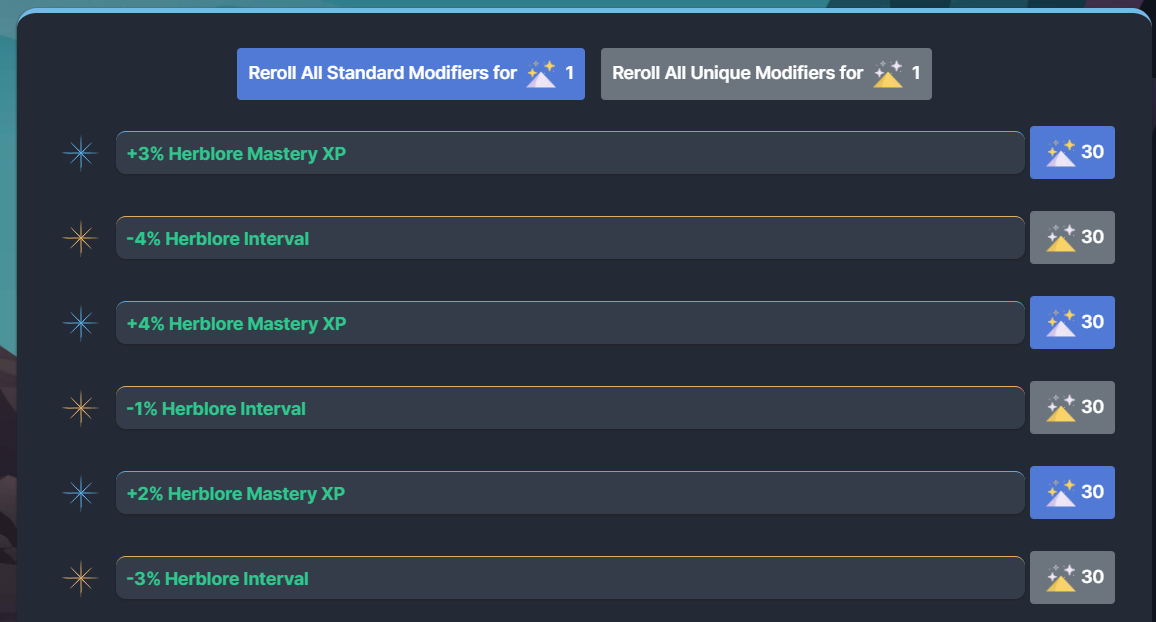 Reroll All Standard Modifiers for 1 Reroll All Unique Modifiers for 1
+3% Herblore Mastery XP 30
-4% Herblore Interval 30
+4% Herblore Mastery XP 30
-1% Herblore Interval 30
+2% Herblore Mastery XP 30
-3% Herblore Interval 30